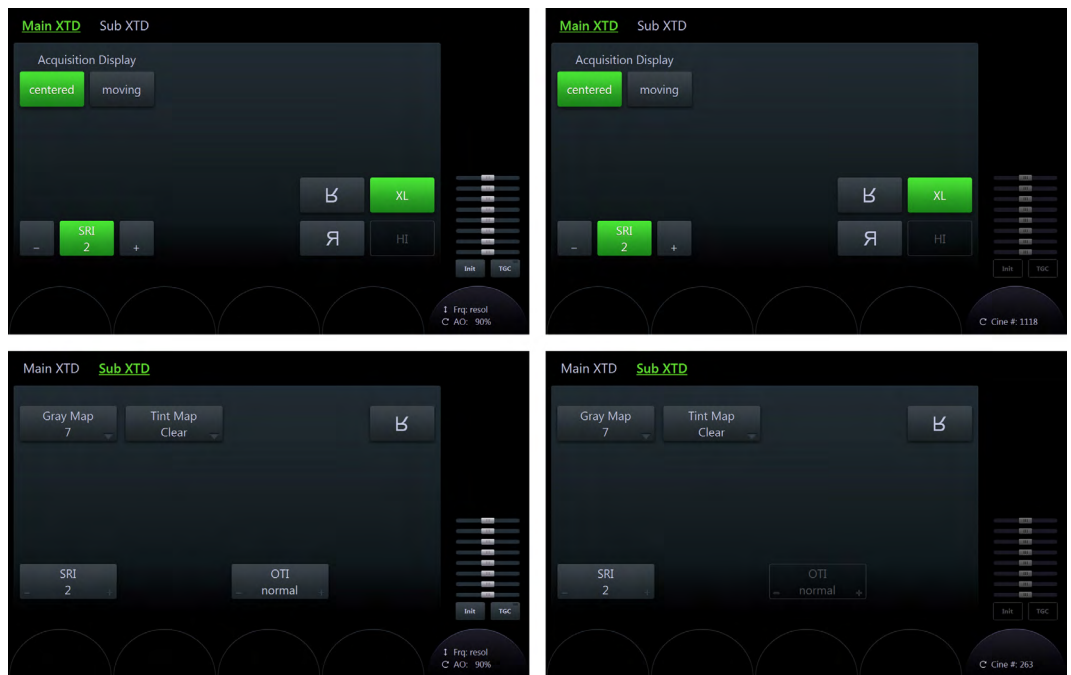 Main XTD Sub XTD
Acquisition Display
centered moving
R XL
SRI
- 2 +
Я HI
Init TGC
Frq: resol
AO: 90%
Main XTD Sub XTD
Acquisition Display
centered moving
R XL
SRI
- 2 +
Я HI
Init TGC
Cine #: 1118
Main XTD Sub XTD
Gray Map
7
Tint Map
Clear
R
SRI
- 2 +
OTI
- normal +
Init TGC
Frq: resol
AO: 90%
Main XTD Sub XTD
Gray Map
7
Tint Map
Clear
R
SRI
- 2 +
OTI
- normal +
Init TGC
Cine #: 263